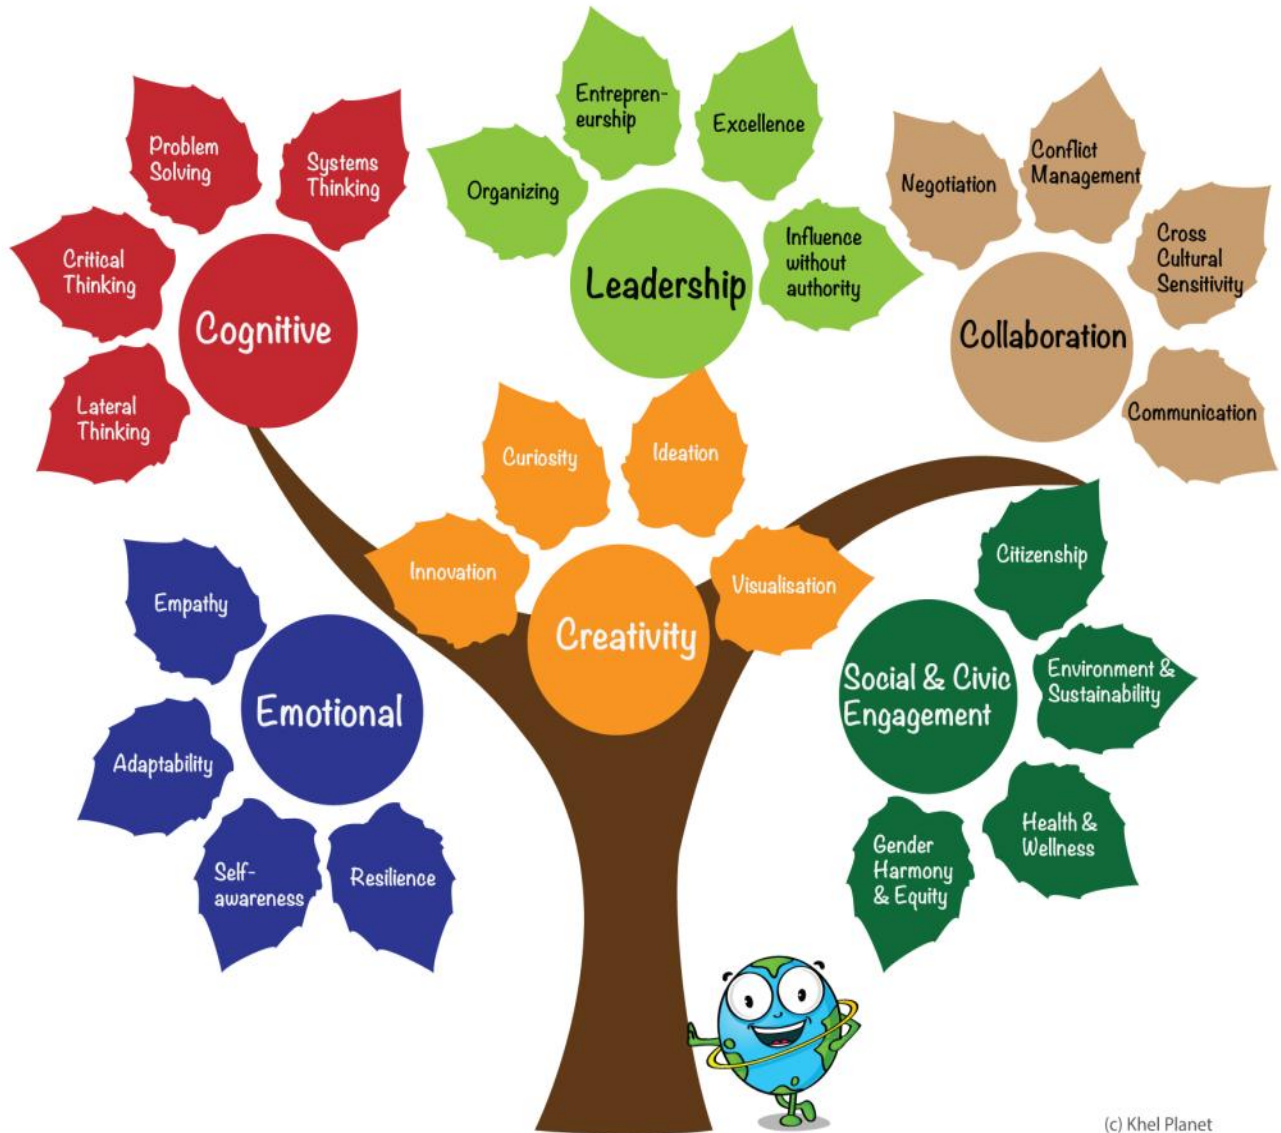 Problem
Solving
Systems
Thinking
Critical
Thinking
Lateral
Thinking
Cognitive
Entrepren-
eurship
Excellence
Organizing
Influence
without
authority
Leadership
Negotiation
Conflict
Management
Cross
Cultural
Sensitivity
Communication
Collaboration
Curiosity
Ideation
Innovation
Visualisation
Creativity
Empathy
Adaptability
Self-
awareness
Resilience
Emotional
Citizenship
Environment &
Sustainability
Health &
Wellness
Gender
Harmony
& Equity
Social & Civic
Engagement
(c) Khel Planet